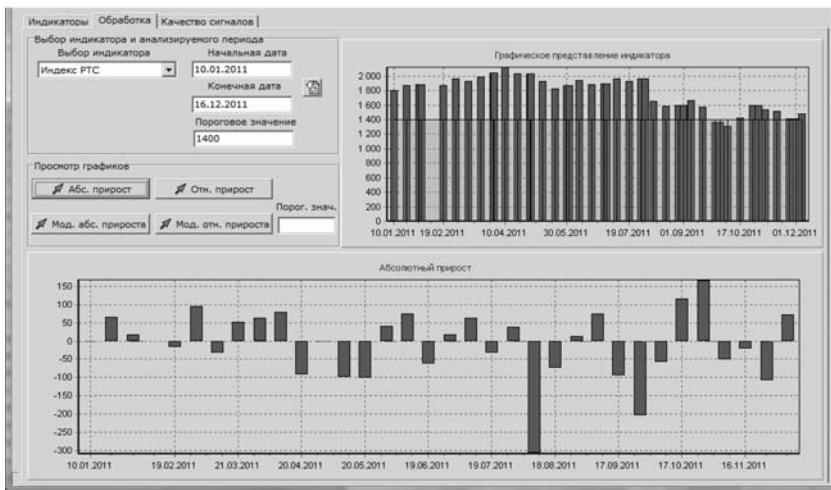 Индикаторы Обработка Качество сигналов
Выбор индикатора и анализируемого периода
Выбор индикатора Начальная дата
Индекс РТС 10.01.2011
Конечная дата
16.12.2011
Пороговое значение
1400
Просмотр графиков
Абс. прирост Отн. прирост
Порог. знач.
Мод. абс. прироста Мод. отн. прироста
Графическое представление индикатора
2 000
1 800
1 600
1 400
1 200
1 000
800
600
400
200
0
10.01.2011 19.02.2011 10.04.2011 30.05.2011 19.07.2011 01.09.2011 17.10.2011 01.12.2011
Абсолютный прирост
150
100
50
0
-50
-100
-150
-200
-250
-300
10.01.2011 19.02.2011 21.03.2011 20.04.2011 20.05.2011 19.06.2011 19.07.2011 18.08.2011 17.09.2011 17.10.2011 16.11.2011